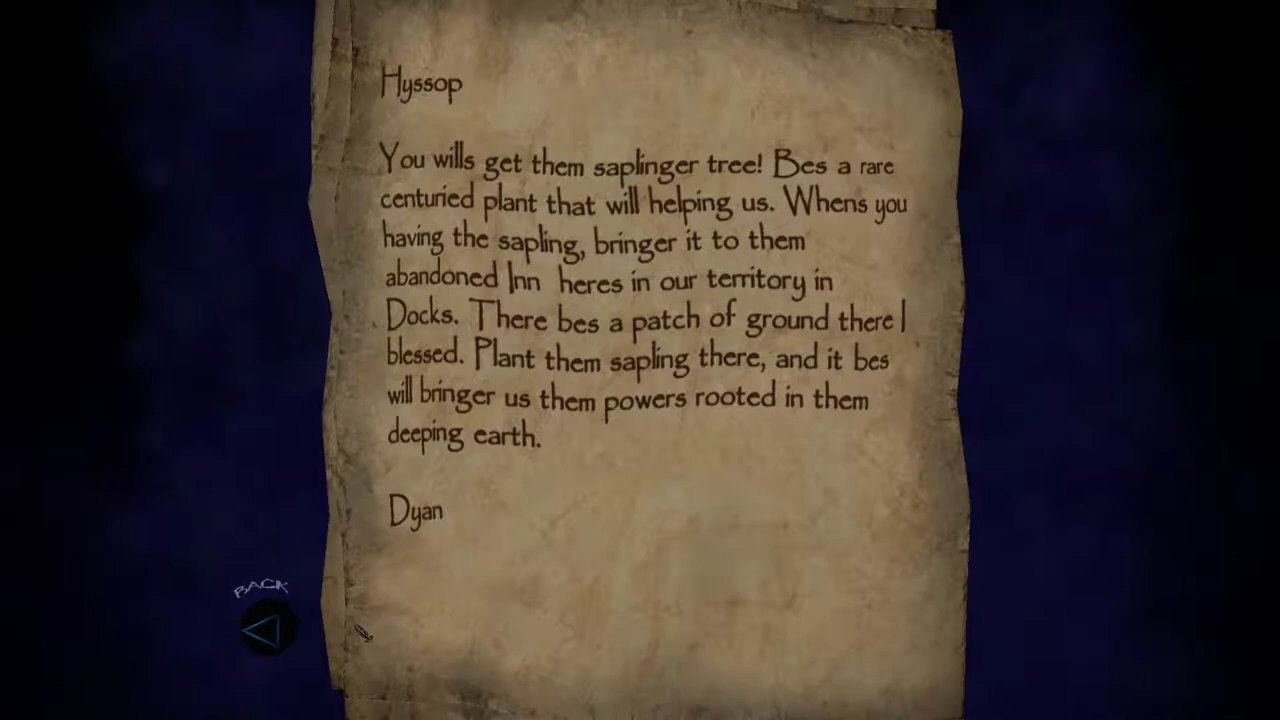 Hyssop
You wills get them saplinger tree! Bes a rare
centuried plant that will helping us. Whens you
having the sapling, bringer it to them
abandoned Inn heres in our territory in
Docks. There bes a patch of ground there I
blessed. Plant them sapling there, and it bes
will bringer us them powers rooted in them
deeping earth.
Dyan
BACK